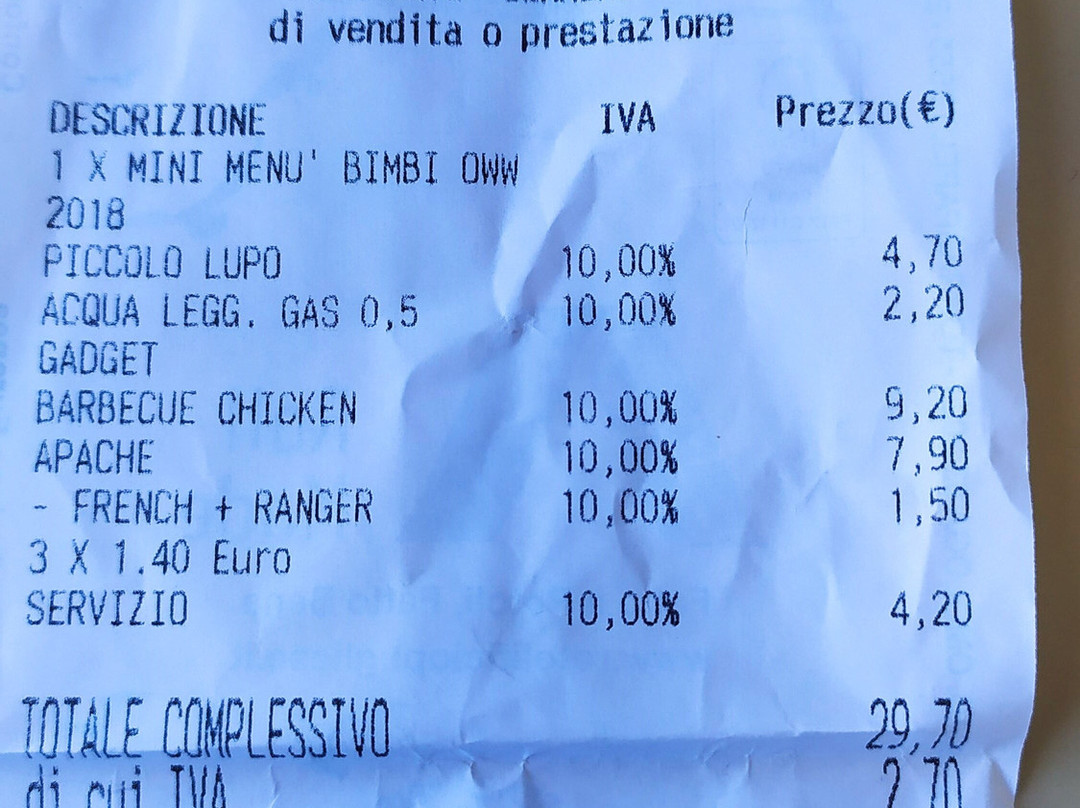 di vendita o prestazione
DESCRIZIONE IVA Prezzo(€)
1 X MINI MENU' BIMBI OWW
2018
PICCOLO LUPO 10,00% 4,70
ACQUA LEGG. GAS 0,5 10,00% 2,20
GADGET
BARBECUE CHICKEN 10,00% 9,20
APACHE 10,00% 7,90
- FRENCH + RANGER 10,00% 1,50
3 X 1.40 Euro
SERVIZIO 10,00% 4,20
TOTALE COMPLESSIVO 29,70
di cui IVA 2,70